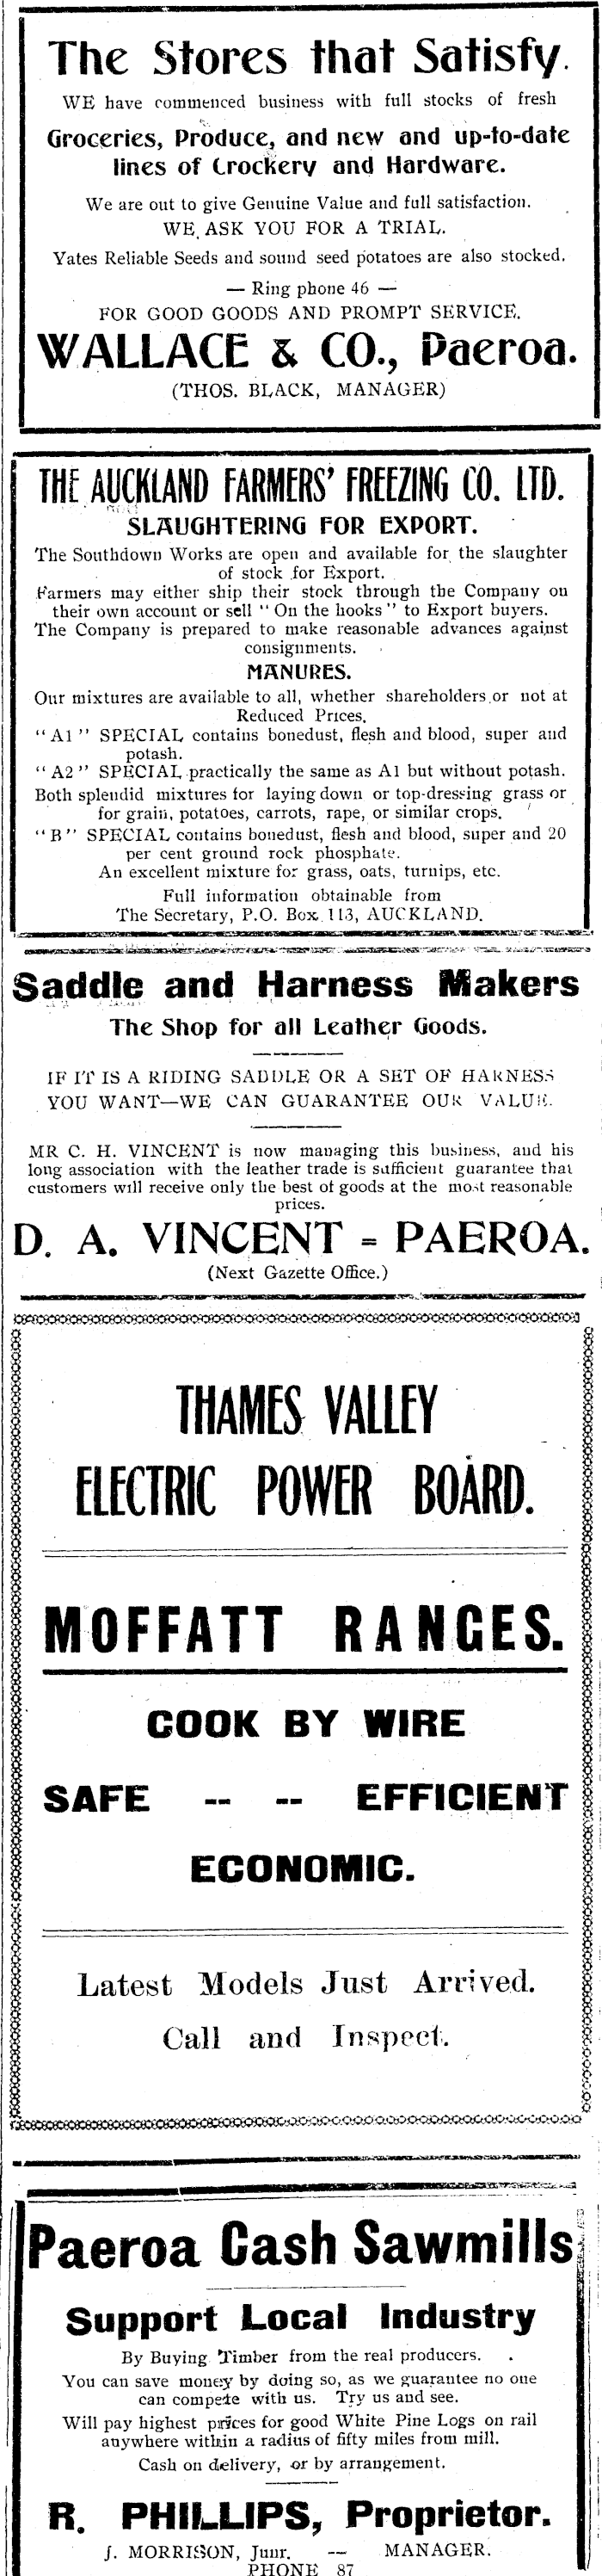 The Stores that Satisfy.
WE have commenced business with full stocks of fresh
Groceries, Produce, and new and up-to-date
lines of Crockery and Hardware.
We are out to give Genuine Value and full satisfaction.
WE ASK YOU FOR A TRIAL.
Yates Reliable Seeds and sound seed potatoes are also stocked.
— Ring phone 46 —
FOR GOOD GOODS AND PROMPT SERVICE.
WALLACE & CO., Paeroa.
(THOS. BLACK, MANAGER)
THE AUCKLAND FARMERS' FREEZING CO. LTD.
SLAUGHTERING FOR EXPORT.
The Southdown Works are open and available for the slaughter
of stock for Export.
Farmers may either ship their stock through the Company on
their own account or sell "On the hooks" to Export buyers.
The Company is prepared to make reasonable advances against
consignments.
MANURES.
Our mixtures are available to all, whether shareholders or not at
Reduced Prices.
"A1" SPECIAL contains bonedust, flesh and blood, super and
potash.
"A2" SPECIAL practically the same as A1 but without potash.
Both splendid mixtures for laying down or top-dressing grass or
for grain, potatoes, carrots, rape, or similar crops.
"B" SPECIAL contains bonedust, flesh and blood, super and 20
per cent ground rock phosphate.
An excellent mixture for grass, oats, turnips, etc.
Full information obtainable from
The Secretary, P.O. Box 113, AUCKLAND.
Saddle and Harness Makers
The Shop for all Leather Goods.
IF IT IS A RIDING SADDLE OR A SET OF HARNESS
YOU WANT—WE CAN GUARANTEE OUR VALUE.
MR C. H. VINCENT is now managing this business, and his
long association with the leather trade is sufficient guarantee that
customers will receive only the best of goods at the most reasonable
prices.
D. A. VINCENT = PAEROA.
(Next Gazette Office.)
THAMES VALLEY
ELECTRIC POWER BOARD.
MOFFATT RANGES.
COOK BY WIRE
SAFE -- -- EFFICIENT
ECONOMIC.
Latest Models Just Arrived.
Call and Inspect.
Paeroa Cash Sawmills
Support Local Industry
By Buying Timber from the real producers.
You can save money by doing so, as we guarantee no one
can compete with us. Try us and see.
Will pay highest prices for good White Pine Logs on rail
anywhere within a radius of fifty miles from mill.
Cash on delivery, or by arrangement.
R. PHILLIPS, Proprietor.
J. MORRISON, Junr. -- MANAGER.
PHONE 87